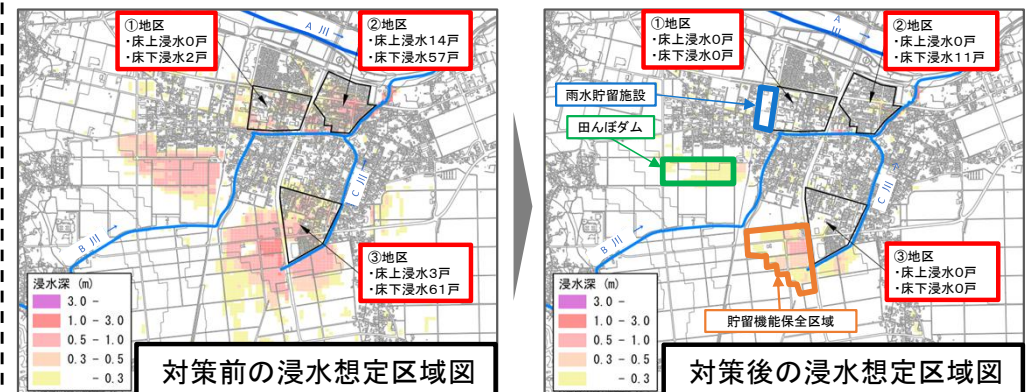 ①地区
・床上浸水0戸
・床下浸水2戸
A川
②地区
・床上浸水14戸
・床下浸水57戸
C川
B川
③地区
・床上浸水3戸
・床下浸水61戸
浸水深 (m)
3.0 -
1.0 - 3.0
0.5 - 1.0
0.3 - 0.5
- 0.3
対策前の浸水想定区域図
①地区
・床上浸水0戸
・床下浸水0戸
A川
②地区
・床上浸水0戸
・床下浸水11戸
雨水貯留施設
田んぼダム
C川
B川
③地区
・床上浸水0戸
・床下浸水0戸
貯留機能保全区域
浸水深 (m)
3.0 -
1.0 - 3.0
0.5 - 1.0
0.3 - 0.5
- 0.3
対策後の浸水想定区域図